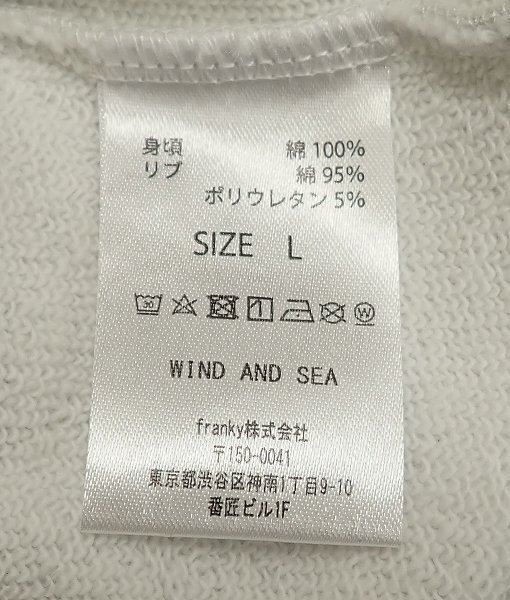 身頃 綿 100%
リブ 綿 95%
ポリウレタン 5%
SIZE L
30
W
WIND AND SEA
franky株式会社
〒150-0041
東京都渋谷区神南1丁目9-10
番匠ビル1F